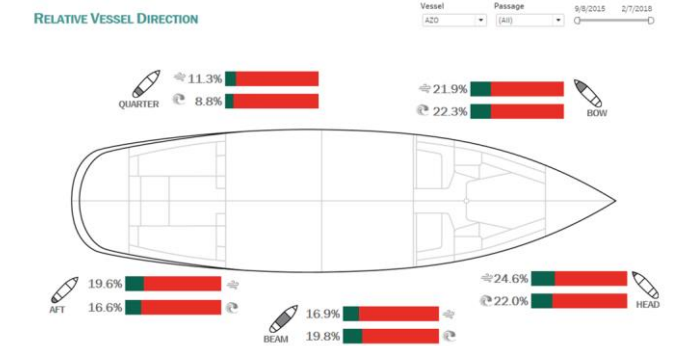 Vessel Passage
RELATIVE VESSEL DIRECTION
9/8/2015 2/7/2018
AZO (All)
11.3%
QUARTER 8.8%
21.9%
22.3%
BOW
19.6%
16.6%
AFT
16.9%
19.8%
BEAM
24.6%
22.0%
HEAD